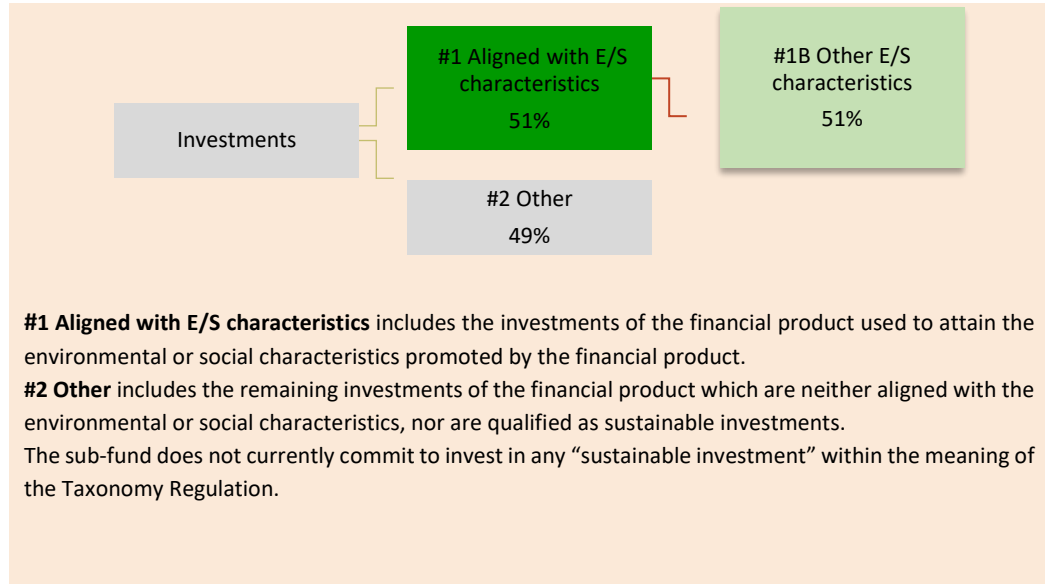 #1 Aligned with E/S
characteristics
51%
#1B Other E/S
characteristics
51%
Investments
#2 Other
49%
#1 Aligned with E/S characteristics includes the investments of the financial product used to attain the
environmental or social characteristics promoted by the financial product.
#2 Other includes the remaining investments of the financial product which are neither aligned with the
environmental or social characteristics, nor are qualified as sustainable investments.
The sub-fund does not currently commit to invest in any “sustainable investment” within the meaning of
the Taxonomy Regulation.